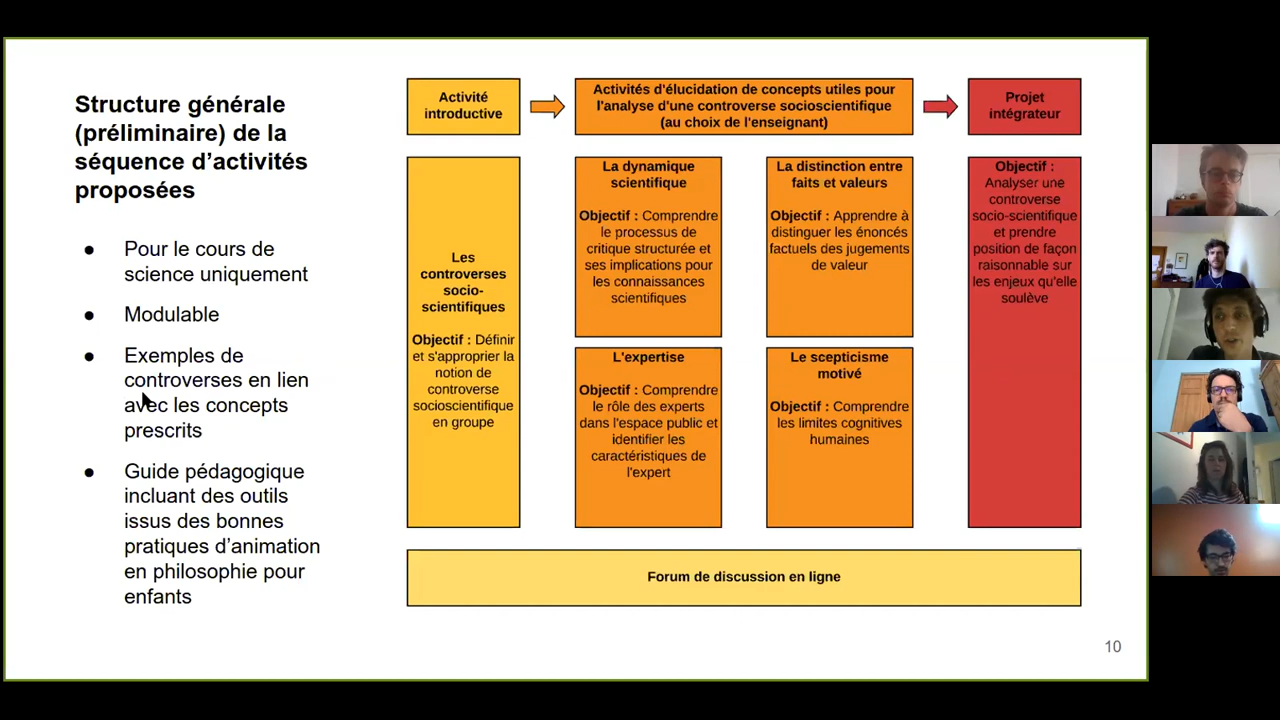 Structure générale
(préliminaire) de la
séquence d'activités
proposées
● Pour le cours de
science uniquement
● Modulable
● Exemples de
controverses en lien
avec les concepts
prescrits
● Guide pédagogique
incluant des outils
issus des bonnes
pratiques d'animation
en philosophie pour
enfants
Activité
introductive
Activités d'élucidation de concepts utiles pour
l'analyse d'une controverse socioscientifique
(au choix de l'enseignant)
Projet
intégrateur
Les
controverses
socio-
scientifiques
Objectif : Définir
et s'approprier la
notion de
controverse
socioscientifique
en groupe
La dynamique
scientifique
Objectif : Comprendre
le processus de
critique structurée et
ses implications pour
les connaissances
scientifiques
La distinction entre
faits et valeurs
Objectif : Apprendre à
distinguer les énoncés
factuels des jugements
de valeur
L'expertise
Objectif : Comprendre
le rôle des experts
dans l'espace public et
identifier les
caractéristiques de
l'expert
Le scepticisme
motivé
Objectif : Comprendre
les limites cognitives
humaines
Objectif :
Analyser une
controverse
socio-scientifique
et prendre
position de façon
raisonnable sur
les enjeux qu'elle
soulève
Forum de discussion en ligne
10